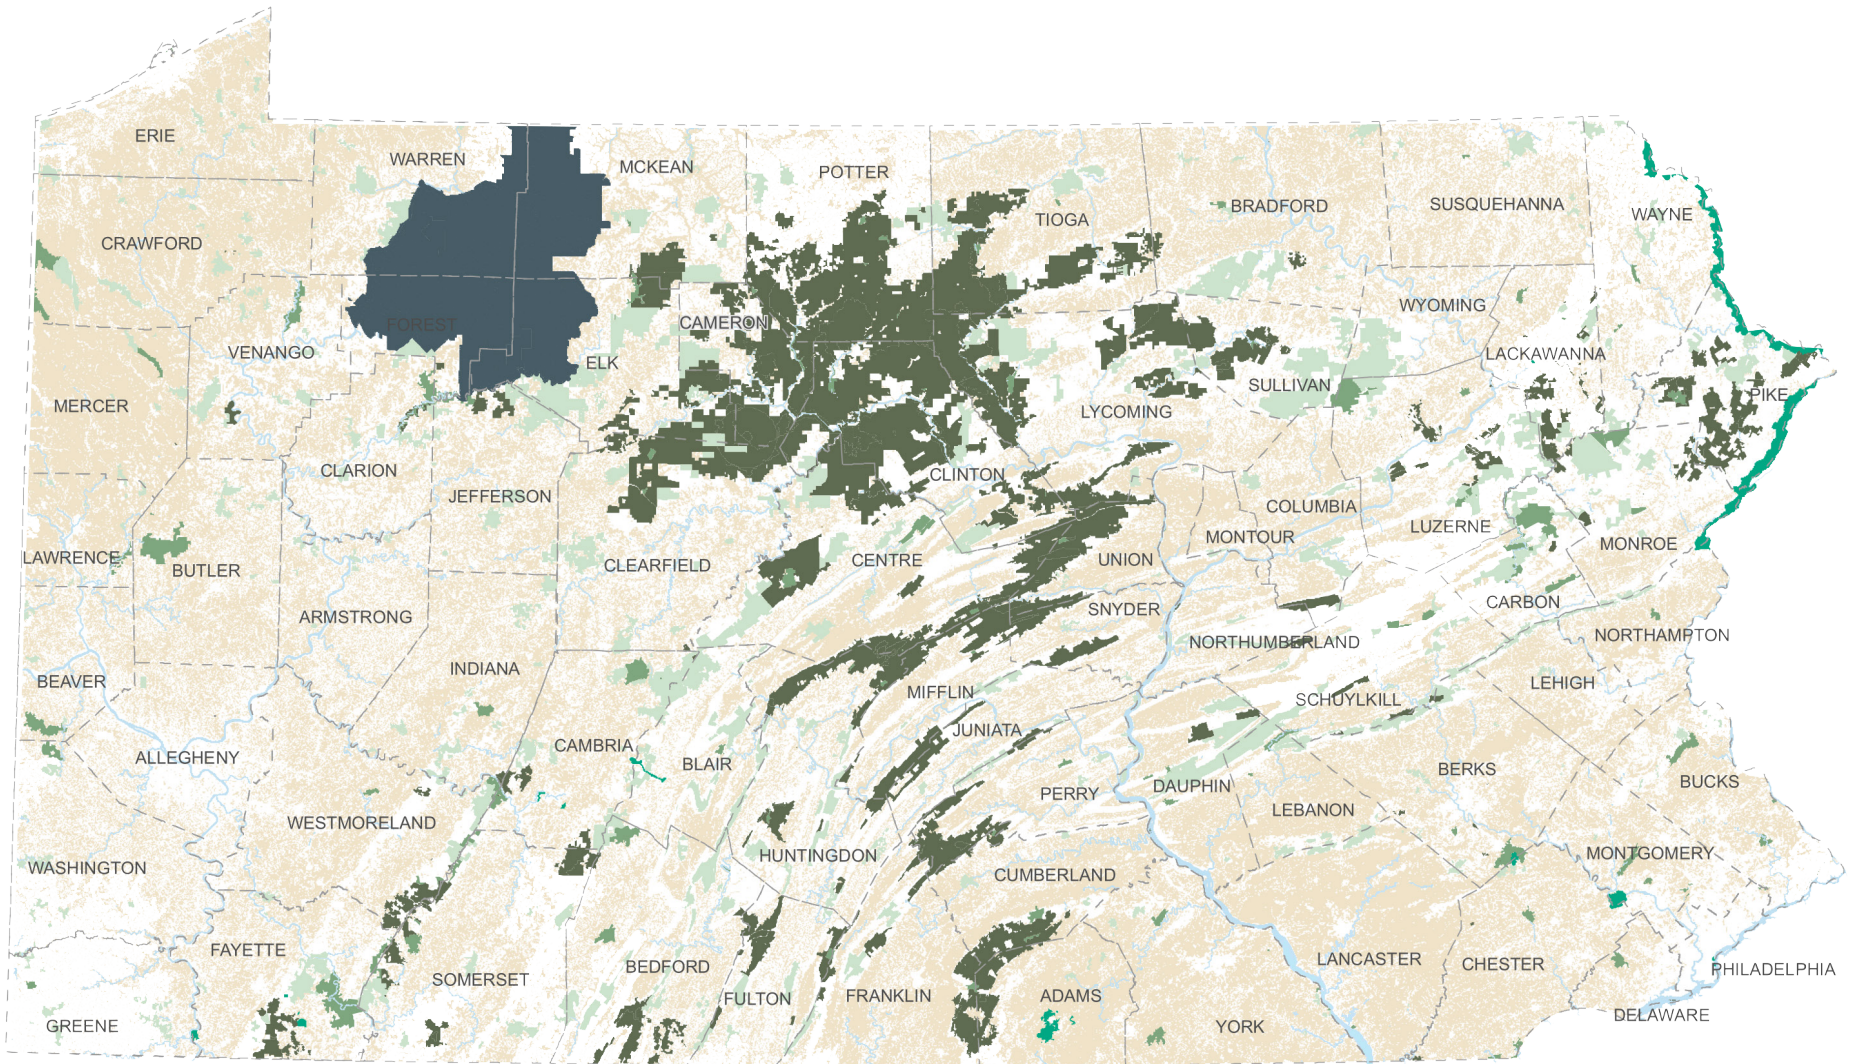 ERIE
WARREN
MCKEAN
POTTER
TIOGA
BRADFORD
SUSQUEHANNA
WAYNE
CRAWFORD
FOREST
CAMERON
WYOMING
VENANGO
ELK
LACKAWANNA
SULLIVAN
PIKE
MERCER
LYCOMING
CLARION
CLINTON
JEFFERSON
COLUMBIA
LUZERNE
MONTOUR
MONROE
LAWRENCE
BUTLER
CLEARFIELD
CENTRE
UNION
CARBON
ARMSTRONG
SNYDER
NORTHUMBERLAND
NORTHAMPTON
INDIANA
BEAVER
MIFFLIN
SCHUYLKILL
LEHIGH
JUNIATA
CAMBRIA
ALLEGHENY
BLAIR
BERKS
BUCKS
PERRY
DAUPHIN
LEBANON
WESTMORELAND
HUNTINGDON
MONTGOMERY
WASHINGTON
CUMBERLAND
FAYETTE
BEDFORD
LANCASTER
CHESTER
PHILADELPHIA
SOMERSET
FULTON
FRANKLIN
ADAMS
DELAWARE
GREENE
YORK